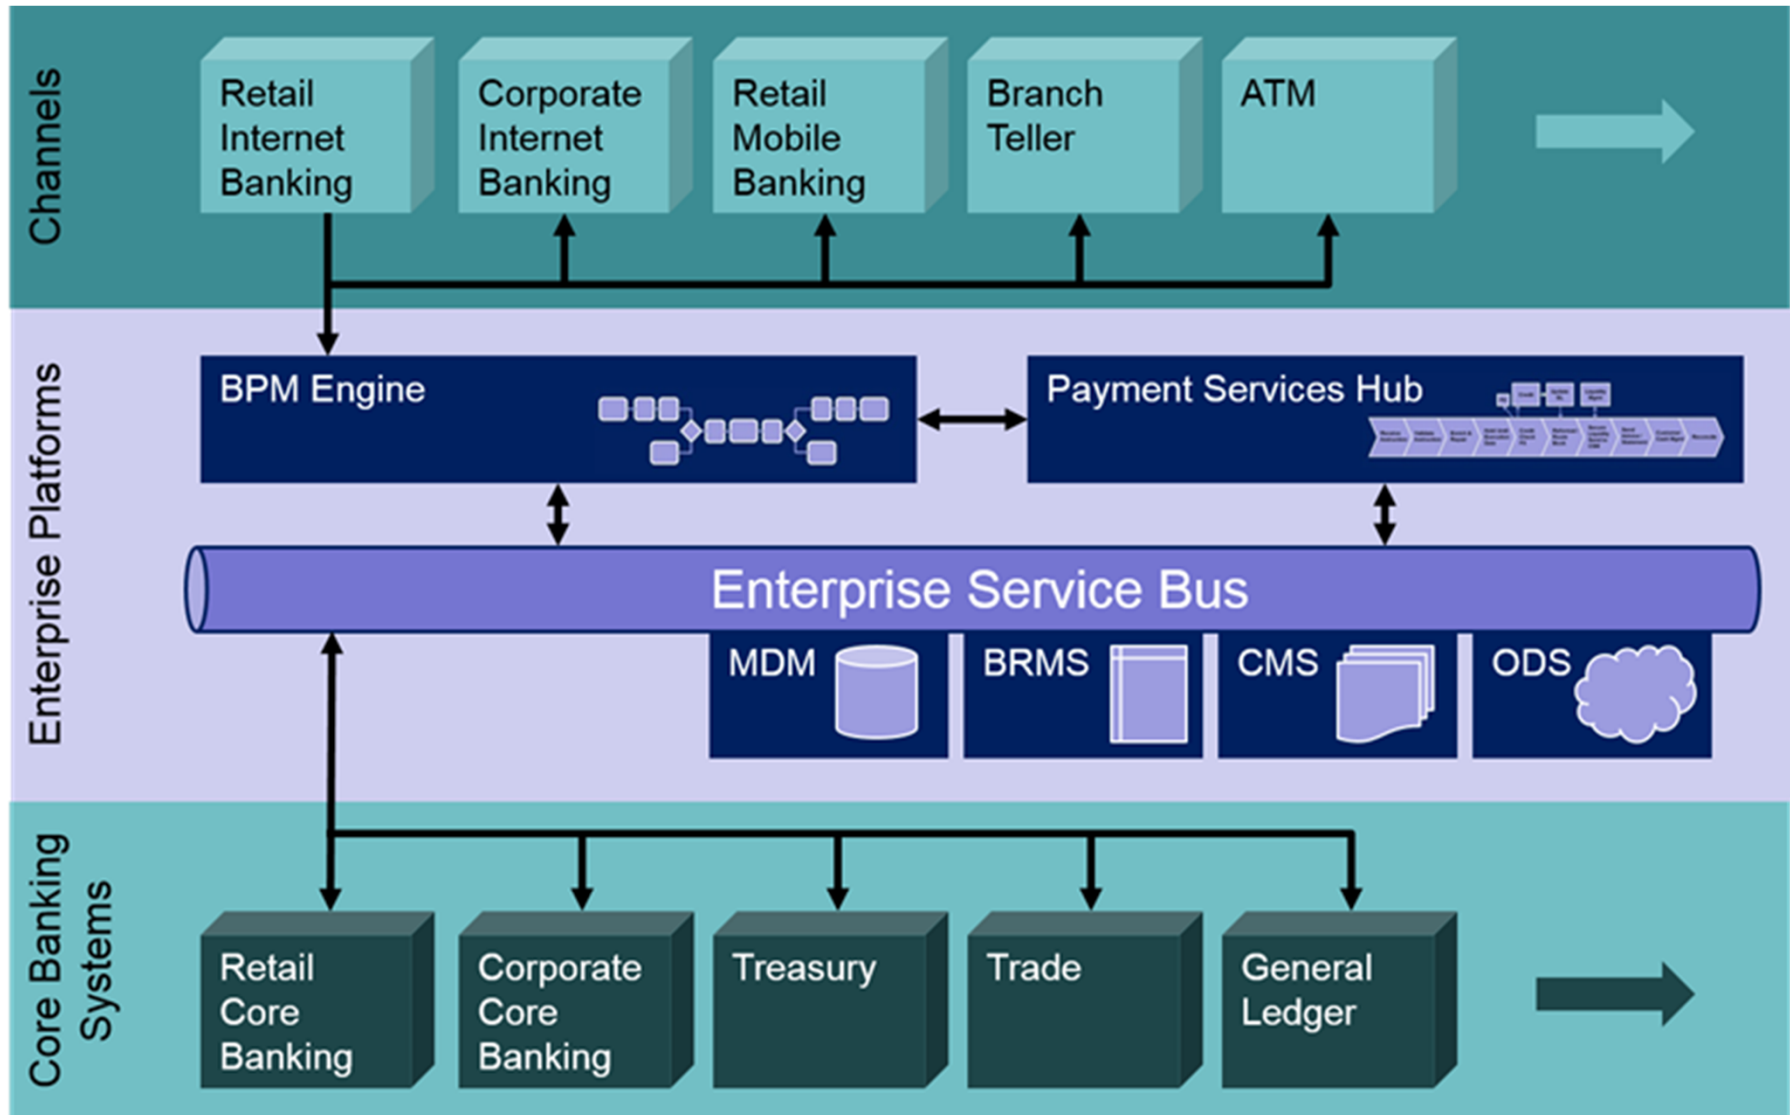 Channels
Retail
Internet
Banking
Corporate
Internet
Banking
Retail
Mobile
Banking
Branch
Teller
ATM
Enterprise Platforms
BPM Engine
Payment Services Hub
Enterprise Service Bus
MDM
BRMS
CMS
ODS
Core Banking
Systems
Retail
Core
Banking
Corporate
Core
Banking
Treasury
Trade
General
Ledger